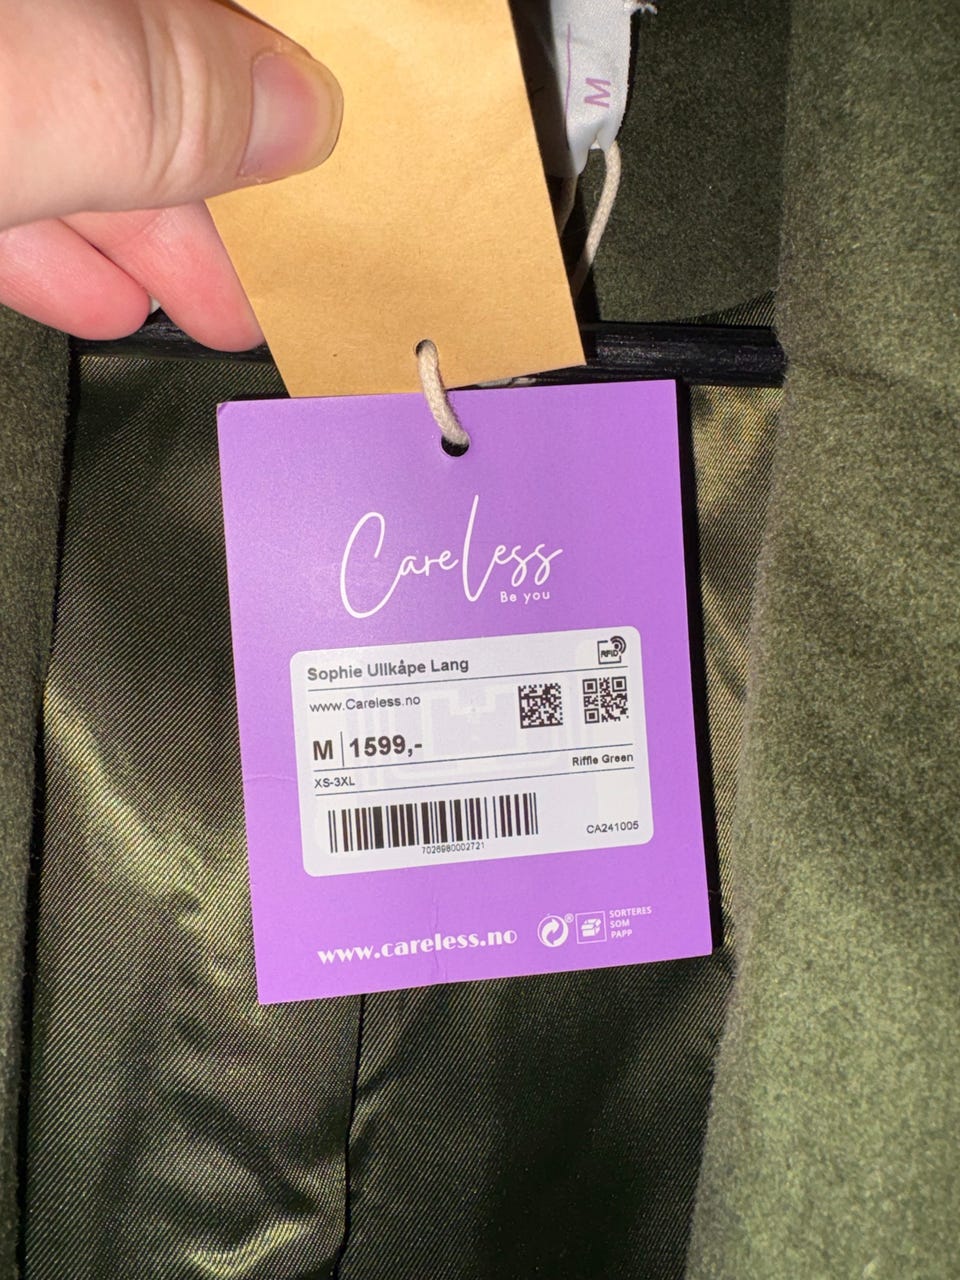 M
CareLess
Be you
Sophie Ullkåpe Lang
RFID
www.Careless.no
M 1599,-
Riffle Green
XS-3XL
7026980002721
CA241005
www.careless.no
®
SORTERES
SOM
PAPP